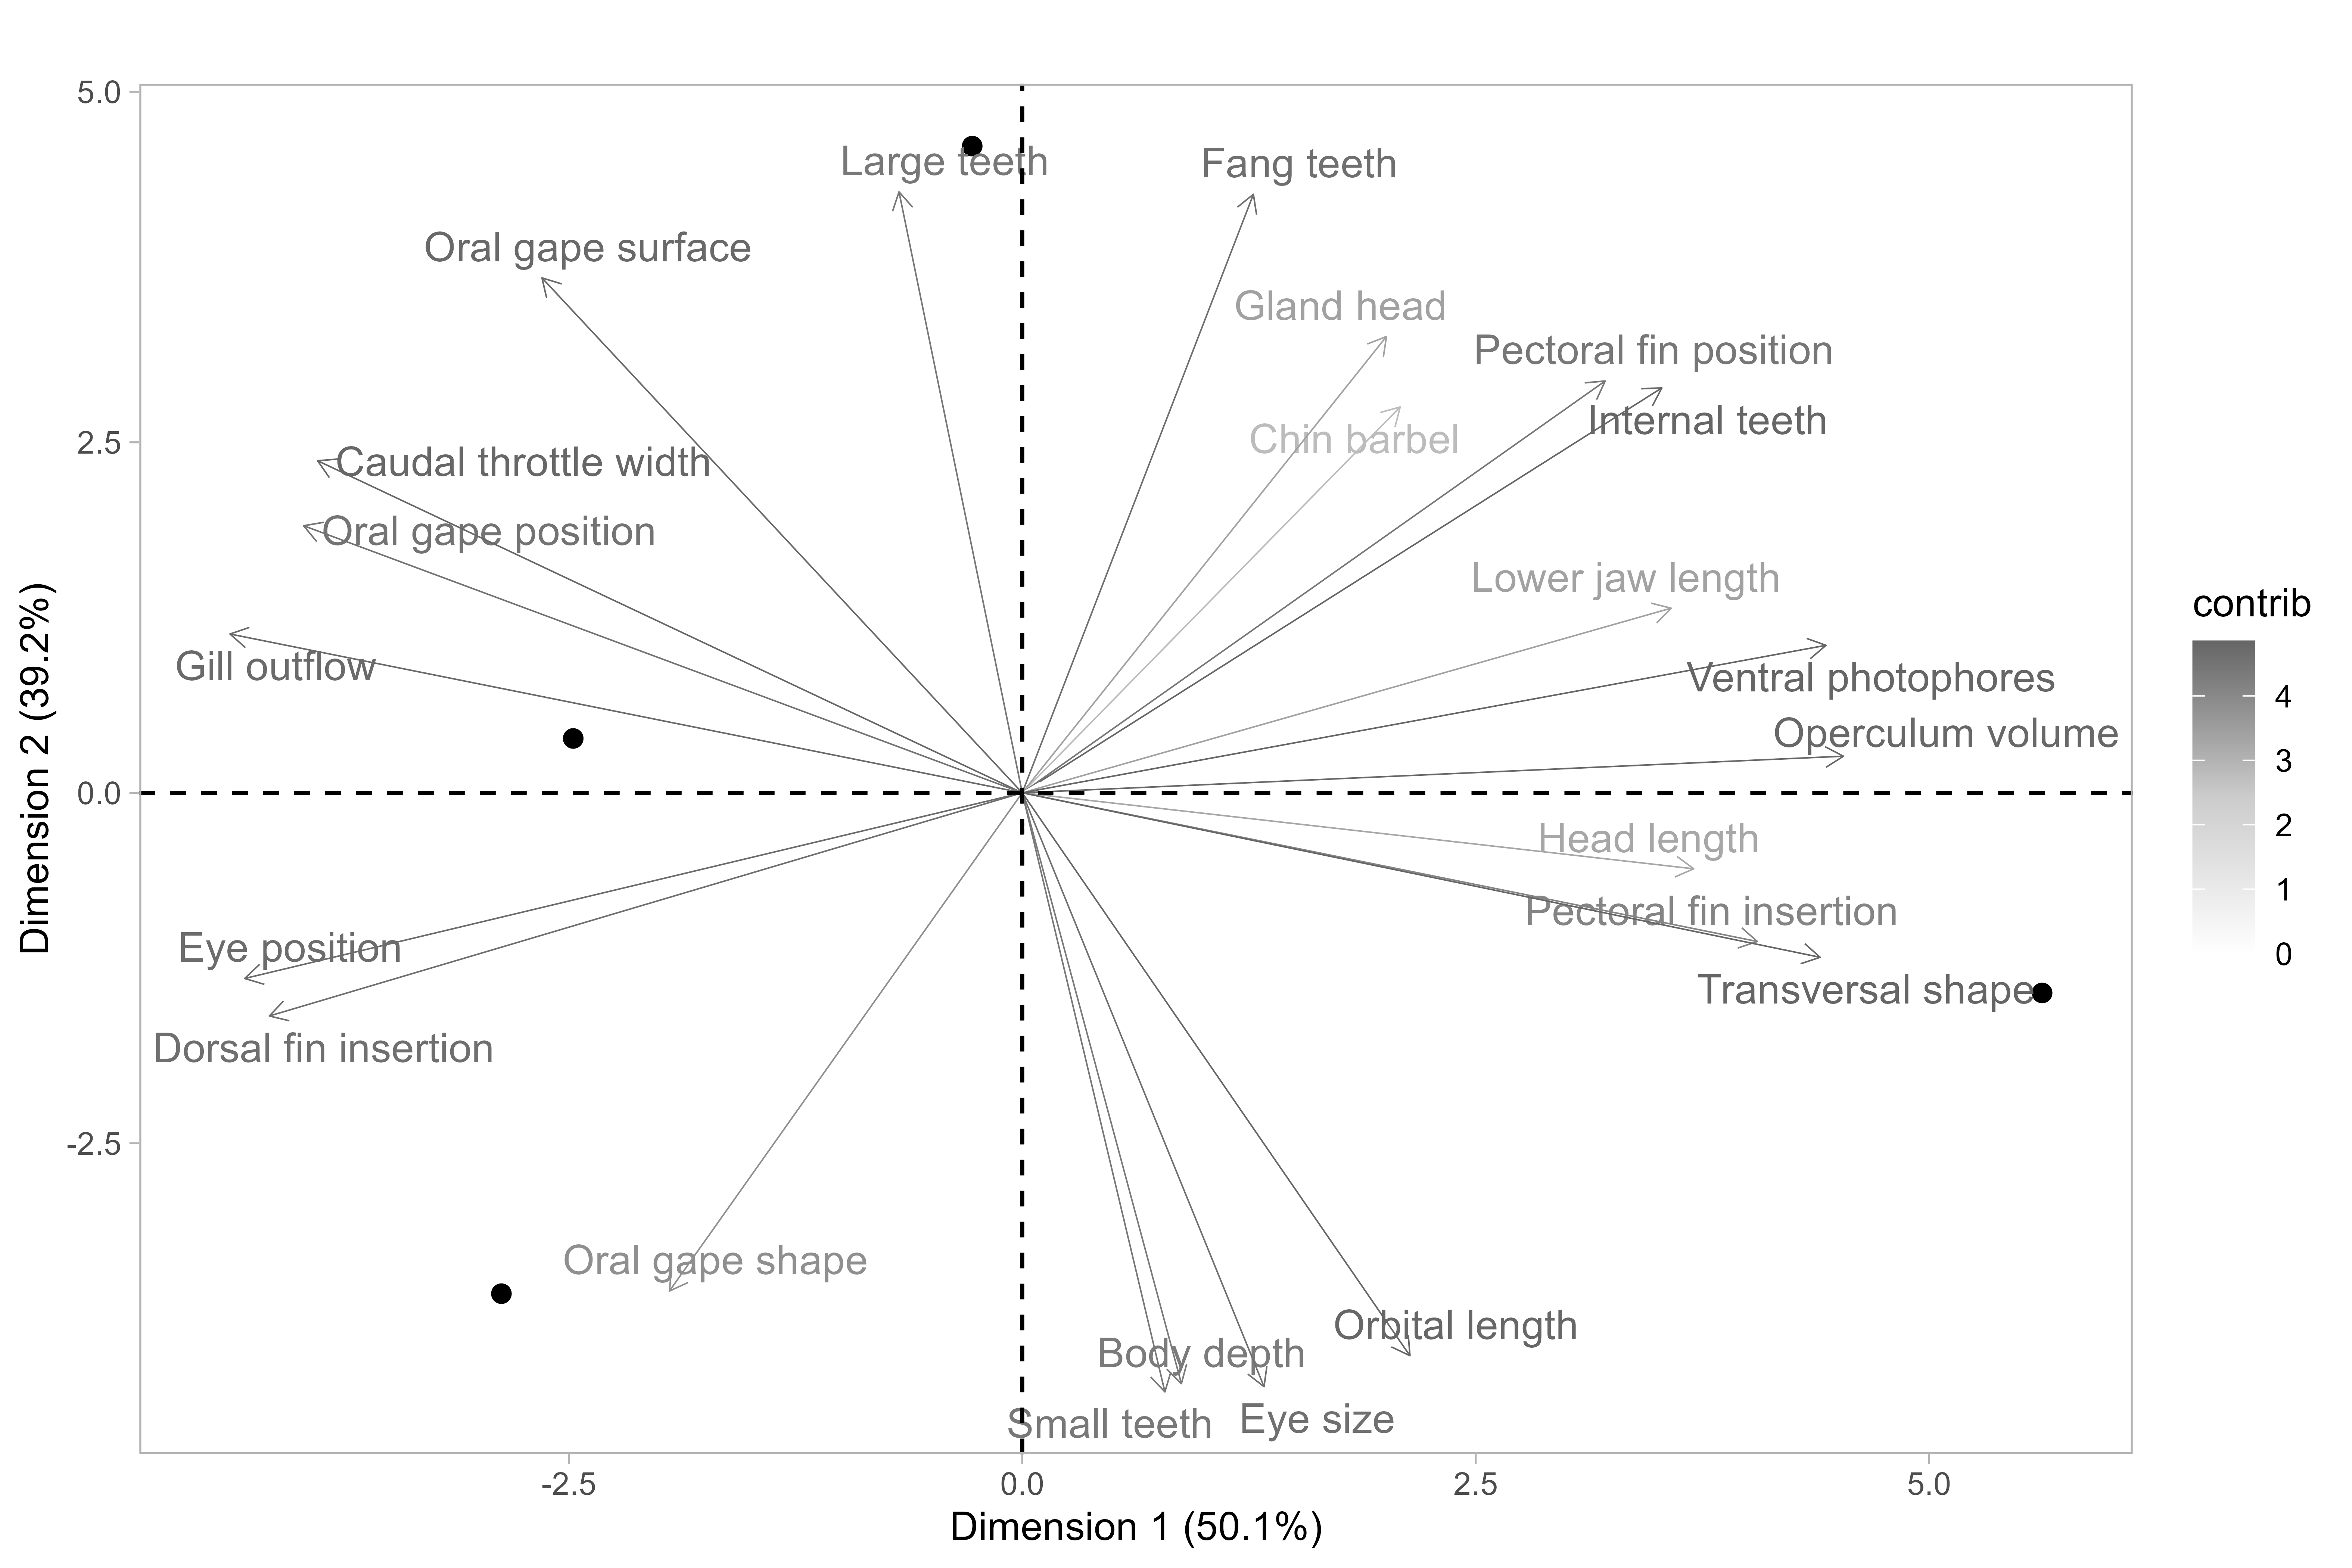 5.0
Large teeth
Fang teeth
Oral gape surface
Gland head
Pectoral fin position
Internal teeth
Chin barbel
2.5
Caudal throttle width
Oral gape position
Lower jaw length
Gill outflow
Ventral photophores
Operculum volume
0.0
Head length
Pectoral fin insertion
Eye position
Transversal shape
Dorsal fin insertion
-2.5
Oral gape shape
Orbital length
Body depth
Small teeth
Eye size
-2.5
0.0
2.5
5.0
Dimension 1 (50.1%)
Dimension 2 (39.2%)
contrib
4
3
2
1
0